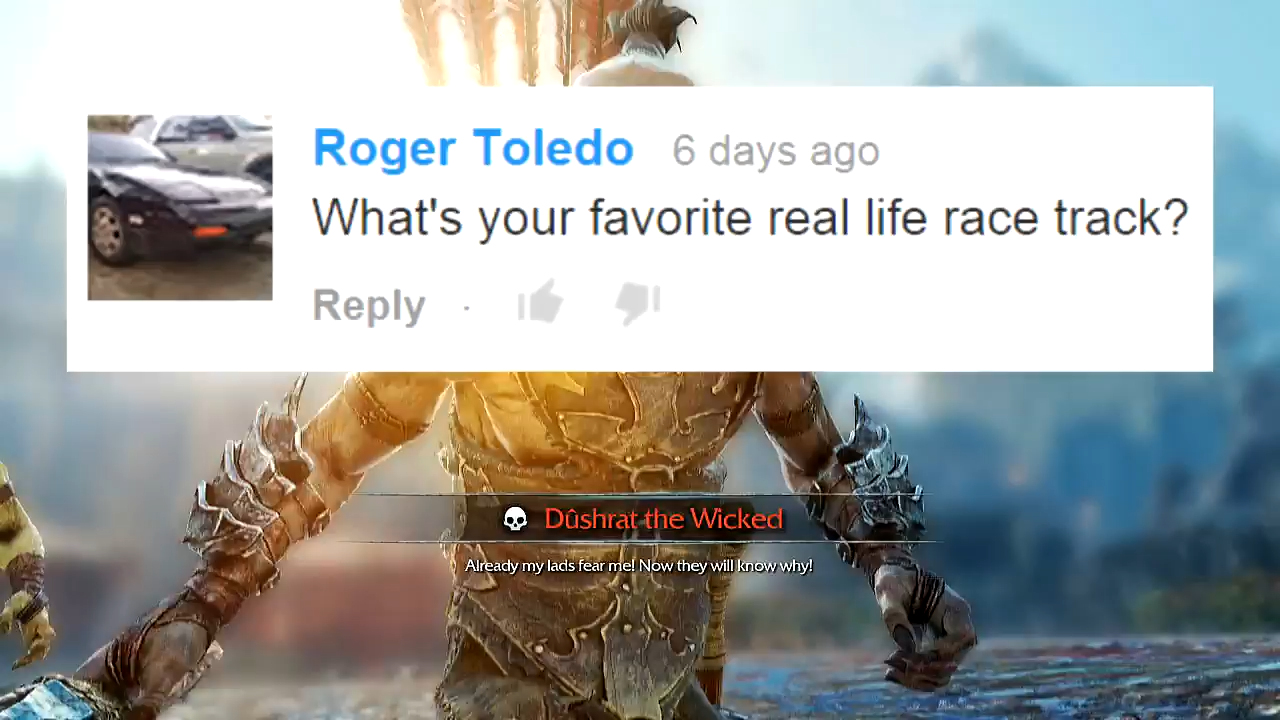 Roger Toledo 6 days ago
What's your favorite real life race track?
Reply ·
Dûshrat the Wicked
Already my lads fear me! Now they will know why!